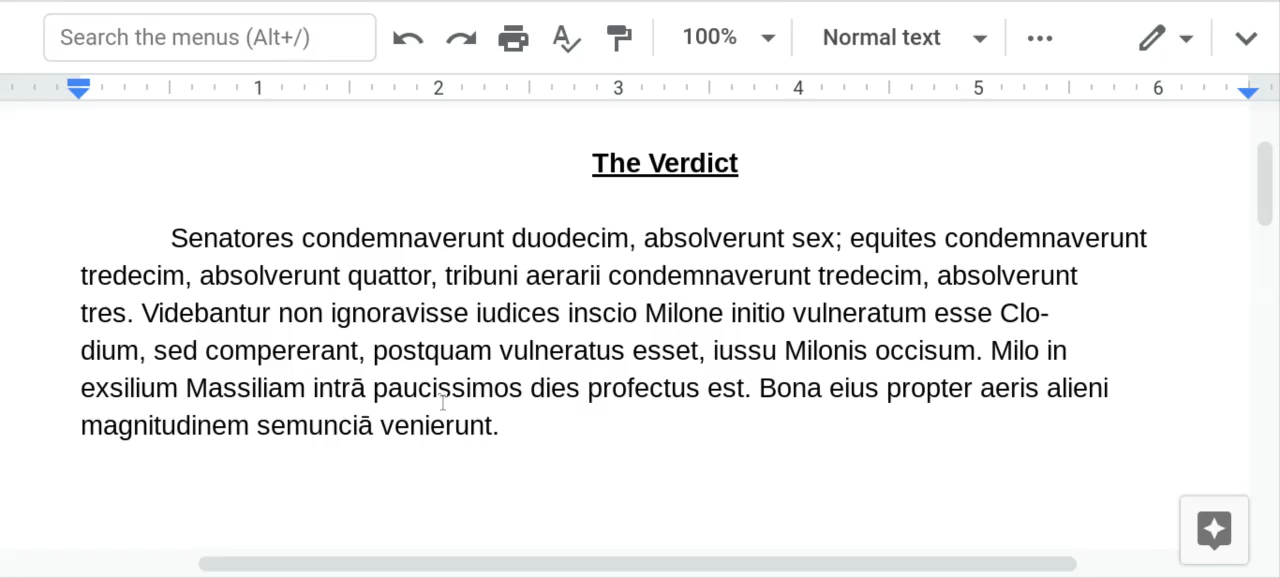 Search the menus (Alt+/) 100% Normal text
1 2 3 4 5 6
The Verdict
Senatores condemnaverunt duodecim, absolverunt sex; equites condemnaverunt
tredecim, absolverunt quattor, tribuni aerarii condemnaverunt tredecim, absolverunt
tres. Videbantur non ignoravisse iudices inscio Milone initio vulneratum esse Clo-
dium, sed compererant, postquam vulneratus esset, iussu Milonis occisum. Milo in
exsilium Massiliam intrā paucissimos dies profectus est. Bona eius propter aeris alieni
magnitudinem semunciā venierunt.